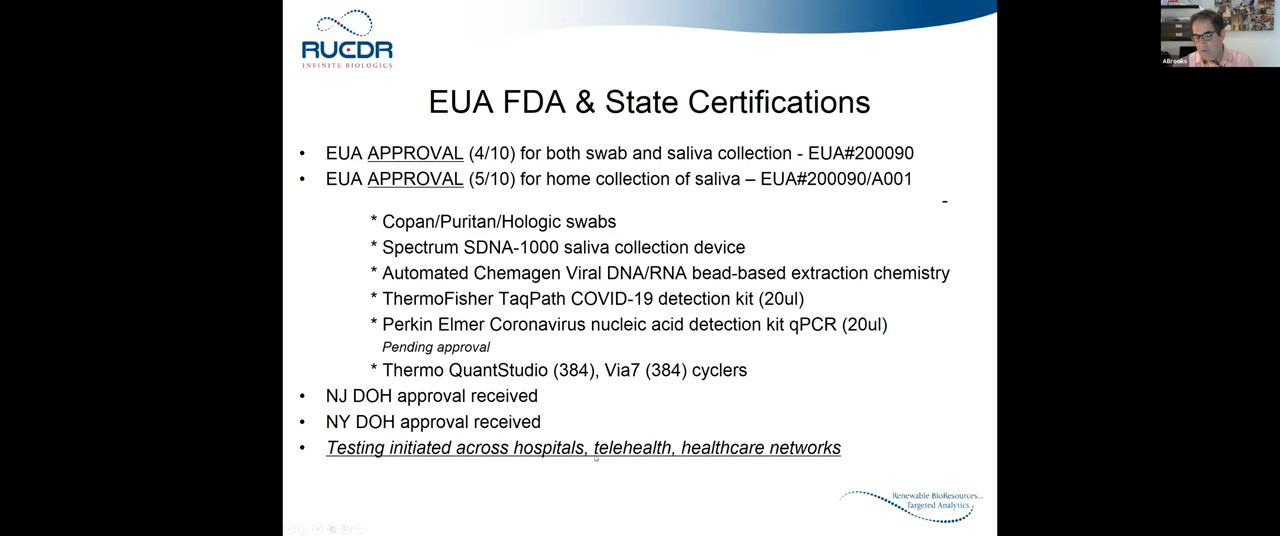 RUCDR
INFINITE BIOLOGICS
ABrooks
EUA FDA & State Certifications
• EUA APPROVAL (4/10) for both swab and saliva collection - EUA#200090
• EUA APPROVAL (5/10) for home collection of saliva – EUA#200090/A001
-
* Copan/Puritan/Hologic swabs
* Spectrum SDNA-1000 saliva collection device
* Automated Chemagen Viral DNA/RNA bead-based extraction chemistry
* ThermoFisher TaqPath COVID-19 detection kit (20ul)
* Perkin Elmer Coronavirus nucleic acid detection kit qPCR (20ul)
Pending approval
* Thermo QuantStudio (384), Via7 (384) cyclers
• NJ DOH approval received
• NY DOH approval received
• Testing initiated across hospitals, telehealth, healthcare networks
Renewable BioResources...
Targeted Analytics